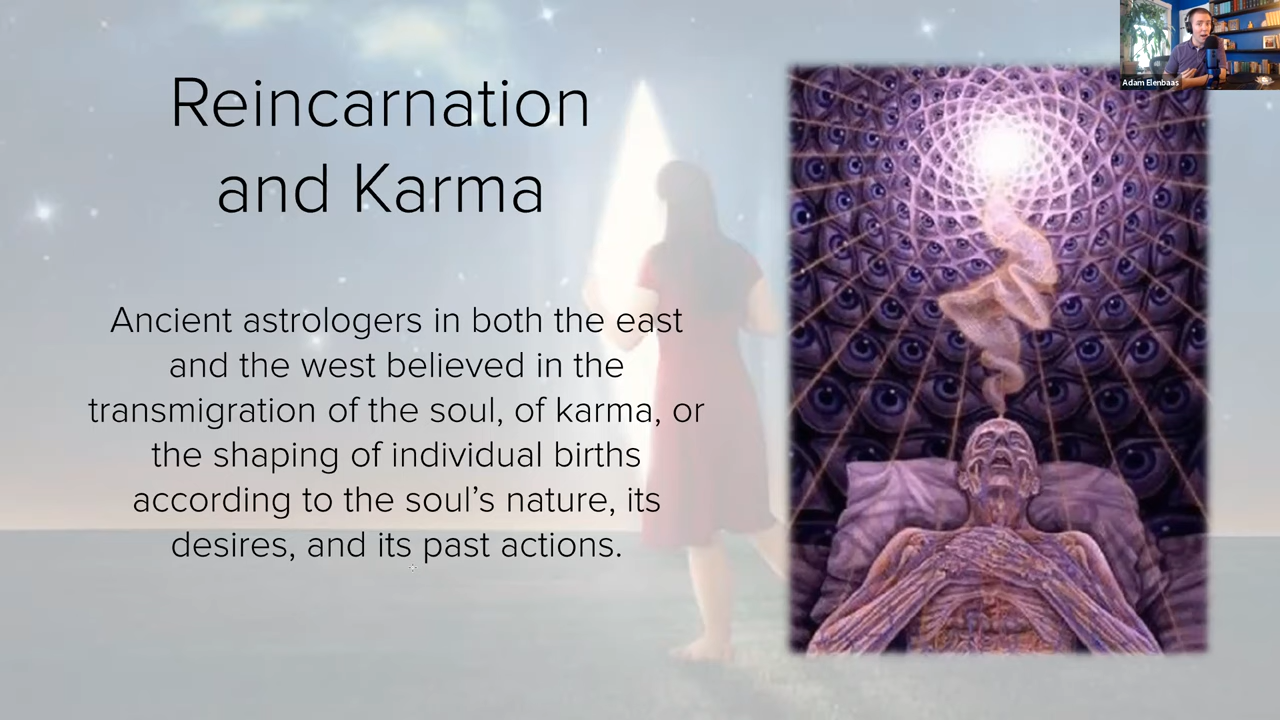 Reincarnation
and Karma
Ancient astrologers in both the east
and the west believed in the
transmigration of the soul, of karma, or
the shaping of individual births
according to the soul’s nature, its
desires, and its past actions.
Adam Elenbaas